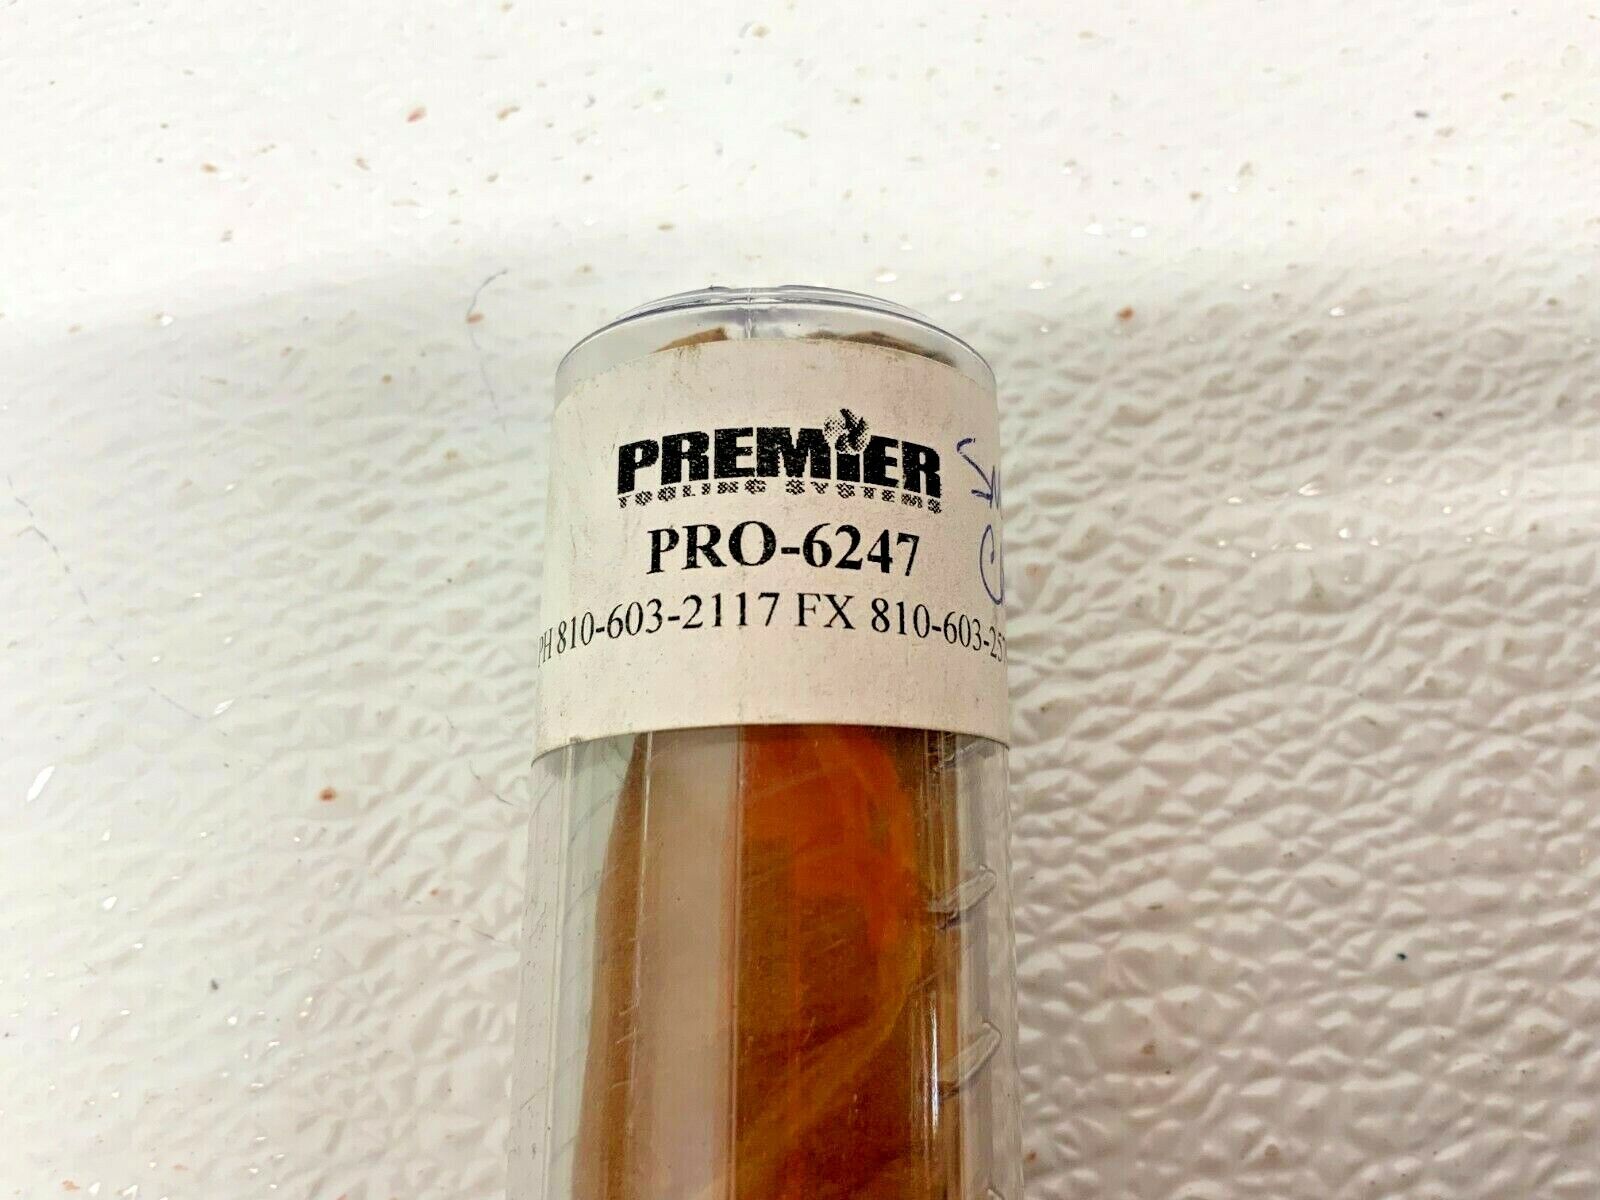 PREMiER
TOOLING SYSTEMS
PRO-6247
PH 810-603-2117 FX 810-603-25